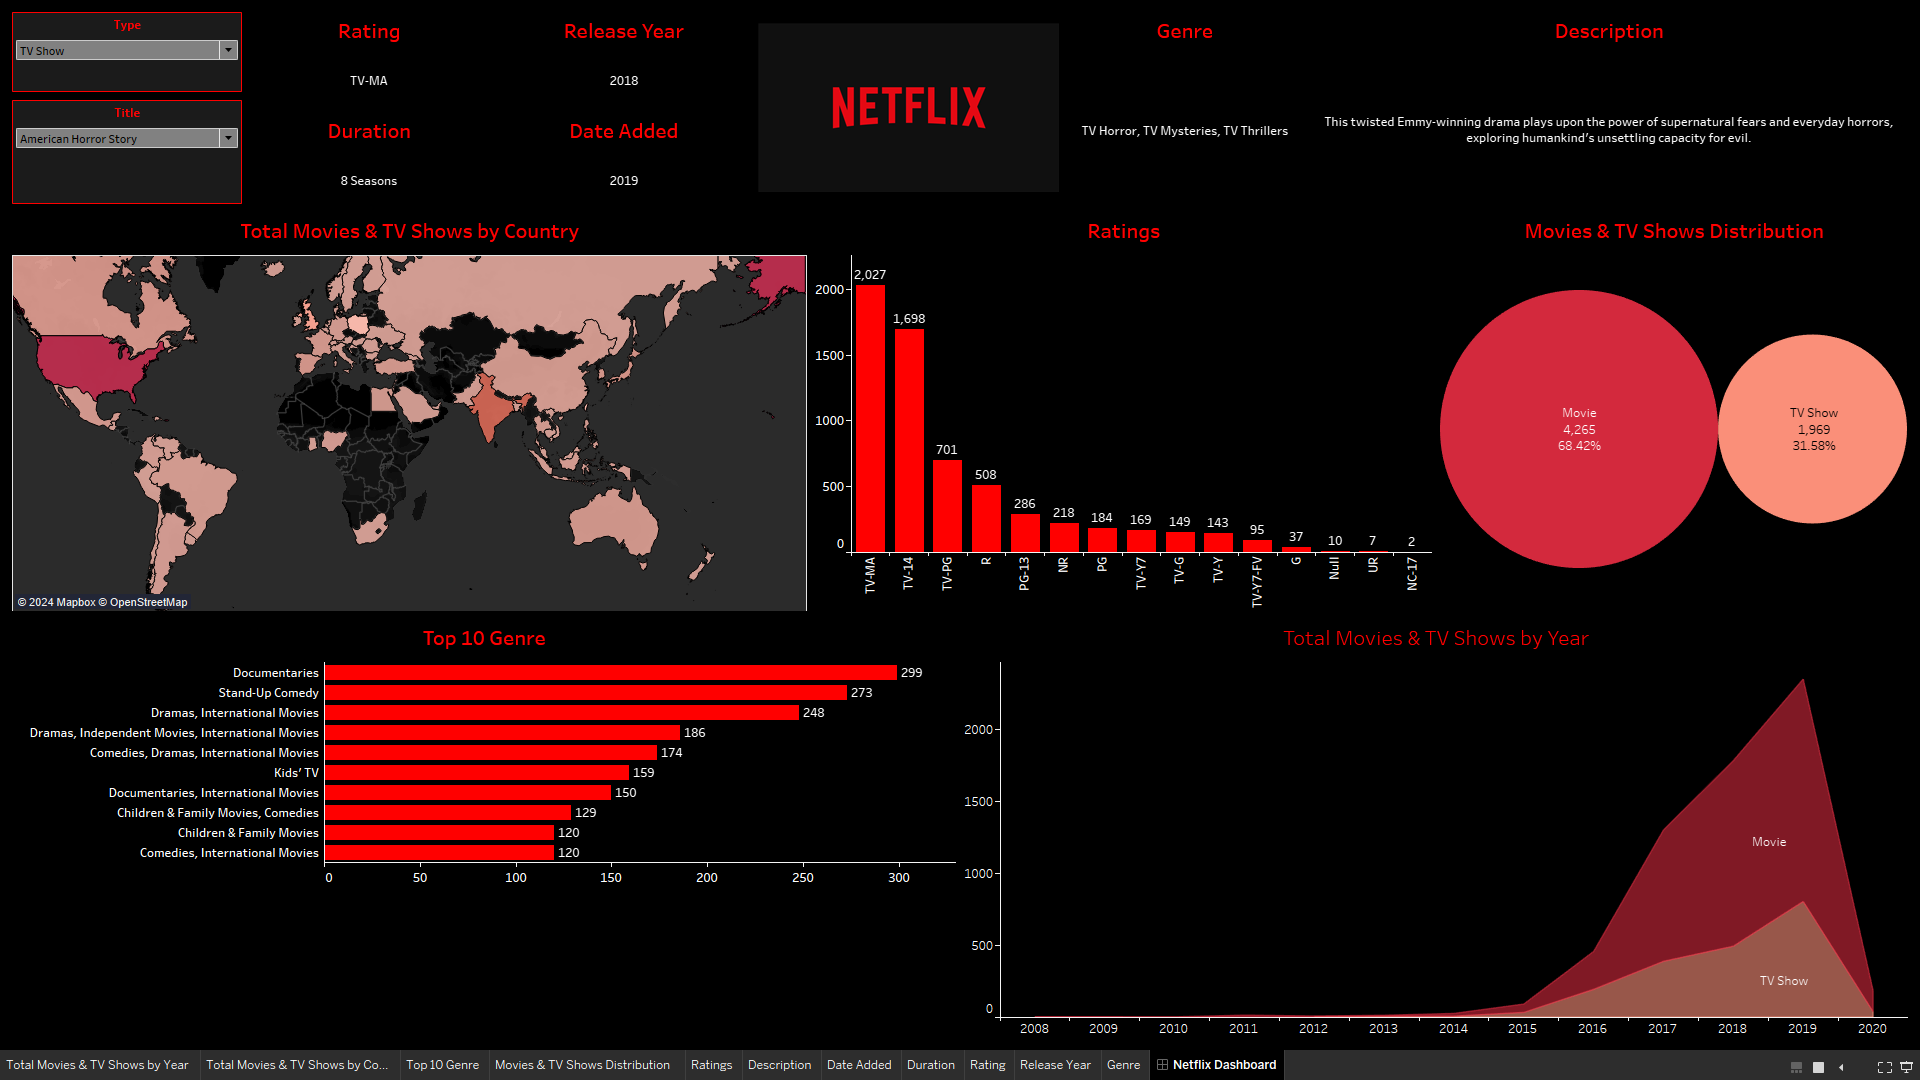 Type
TV Show
Title
American Horror Story
Rating
TV-MA
Duration
8 Seasons
Release Year
2018
Date Added
2019
NETFLIX
Genre
TV Horror, TV Mysteries, TV Thrillers
Description
This twisted Emmy-winning drama plays upon the power of supernatural fears and everyday horrors,
exploring humankind’s unsettling capacity for evil.
Total Movies & TV Shows by Country
© 2024 Mapbox © OpenStreetMap
Ratings
2000
1500
1000
500
0
2,027
1,698
701
508
286
218
184
169
149
143
95
37
10
7
2
TV-MA
TV-14
TV-PG
R
PG-13
NR
PG
TV-Y7
TV-G
TV-Y
TV-Y7-FV
G
Null
UR
NC-17
Movies & TV Shows Distribution
Movie
4,265
68.42%
TV Show
1,969
31.58%
Top 10 Genre
Documentaries 299
Stand-Up Comedy 273
Dramas, International Movies 248
Dramas, Independent Movies, International Movies 186
Comedies, Dramas, International Movies 174
Kids’ TV 159
Documentaries, International Movies 150
Children & Family Movies, Comedies 129
Children & Family Movies 120
Comedies, International Movies 120
0 50 100 150 200 250 300
Total Movies & TV Shows by Year
2000
1500
1000
500
0
Movie
TV Show
2008 2009 2010 2011 2012 2013 2014 2015 2016 2017 2018 2019 2020
Total Movies & TV Shows by Year Total Movies & TV Shows by Co... Top 10 Genre Movies & TV Shows Distribution Ratings Description Date Added Duration Rating Release Year Genre Netflix Dashboard